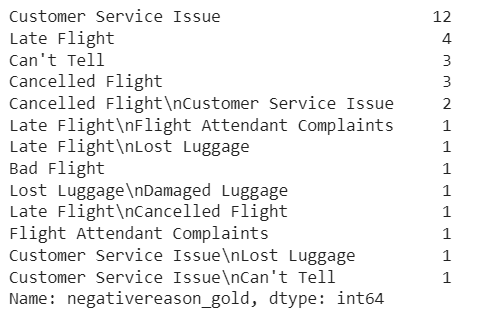 Customer Service Issue 12
Late Flight 4
Can't Tell 3
Cancelled Flight 3
Cancelled Flight\nCustomer Service Issue 2
Late Flight\nFlight Attendant Complaints 1
Late Flight\nLost Luggage 1
Bad Flight 1
Lost Luggage\nDamaged Luggage 1
Late Flight\nCancelled Flight 1
Flight Attendant Complaints 1
Customer Service Issue\nLost Luggage 1
Customer Service Issue\nCan't Tell 1
Name: negativereason_gold, dtype: int64